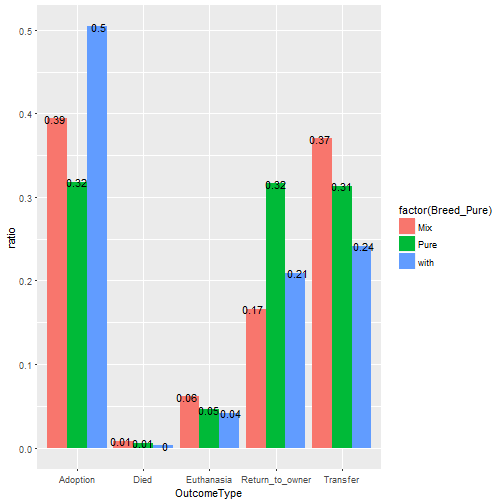 0.5
0.4
0.3
0.2
0.1
0.0
ratio
0.39
0.32
0.5
0.01
0.01
0
0.06
0.05
0.04
0.17
0.32
0.21
0.37
0.31
0.24
Adoption
Died
Euthanasia
Return_to_owner
Transfer
OutcomeType
factor(Breed_Pure)
Mix
Pure
with